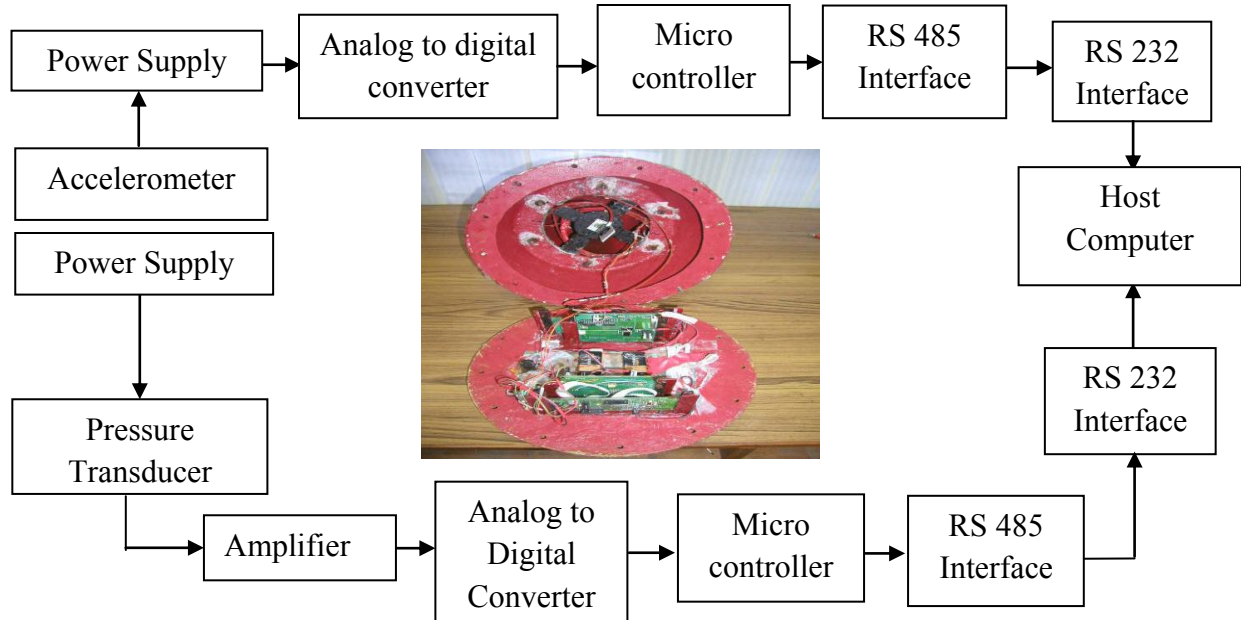 Power Supply
Analog to digital
converter
Micro
controller
RS 485
Interface
RS 232
Interface
Accelerometer
Host
Computer
Power Supply
Pressure
Transducer
Amplifier
Analog to
Digital
Converter
Micro
controller
RS 485
Interface
RS 232
Interface